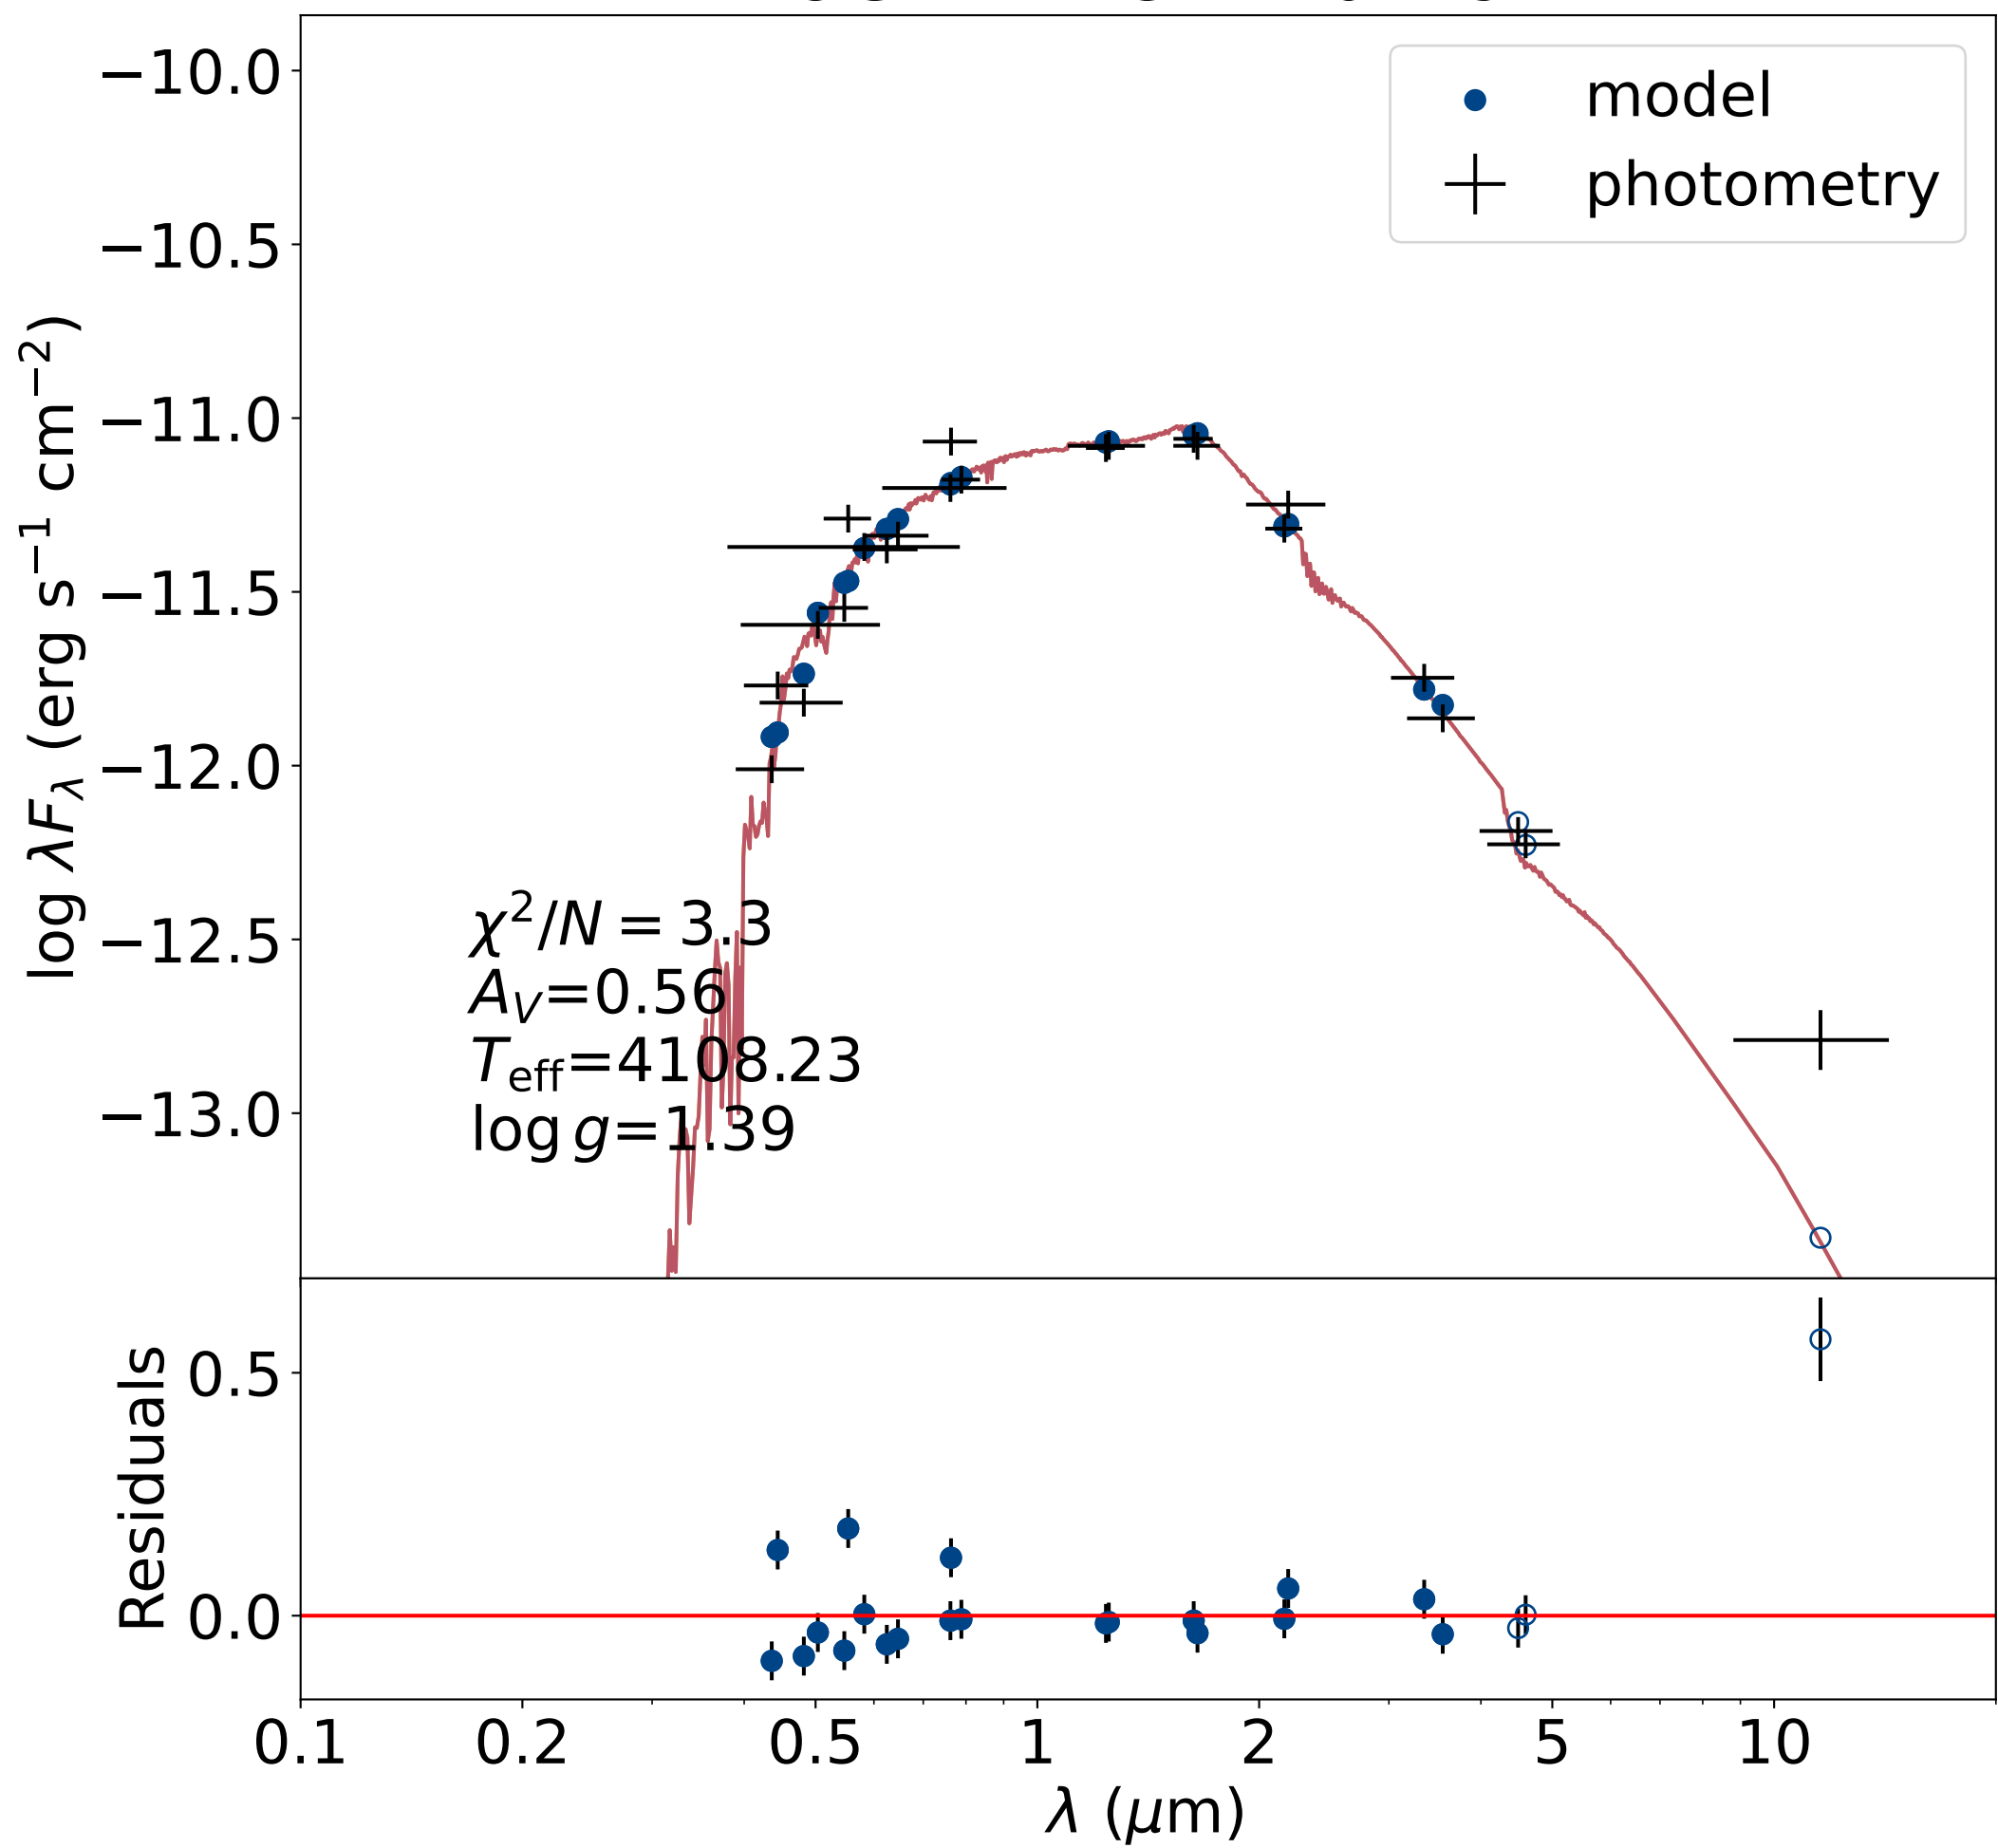 model
photometry
−10.0
−10.5
−11.0
−11.5
−12.0
−12.5
−13.0
log λF_λ (erg s⁻¹ cm⁻²)
χ²/N = 3.3
A_V=0.56
T_eff=4108.23
log g=1.39
0.5
0.0
Residuals
0.1 0.2 0.5 1 2 5 10
λ (μm)